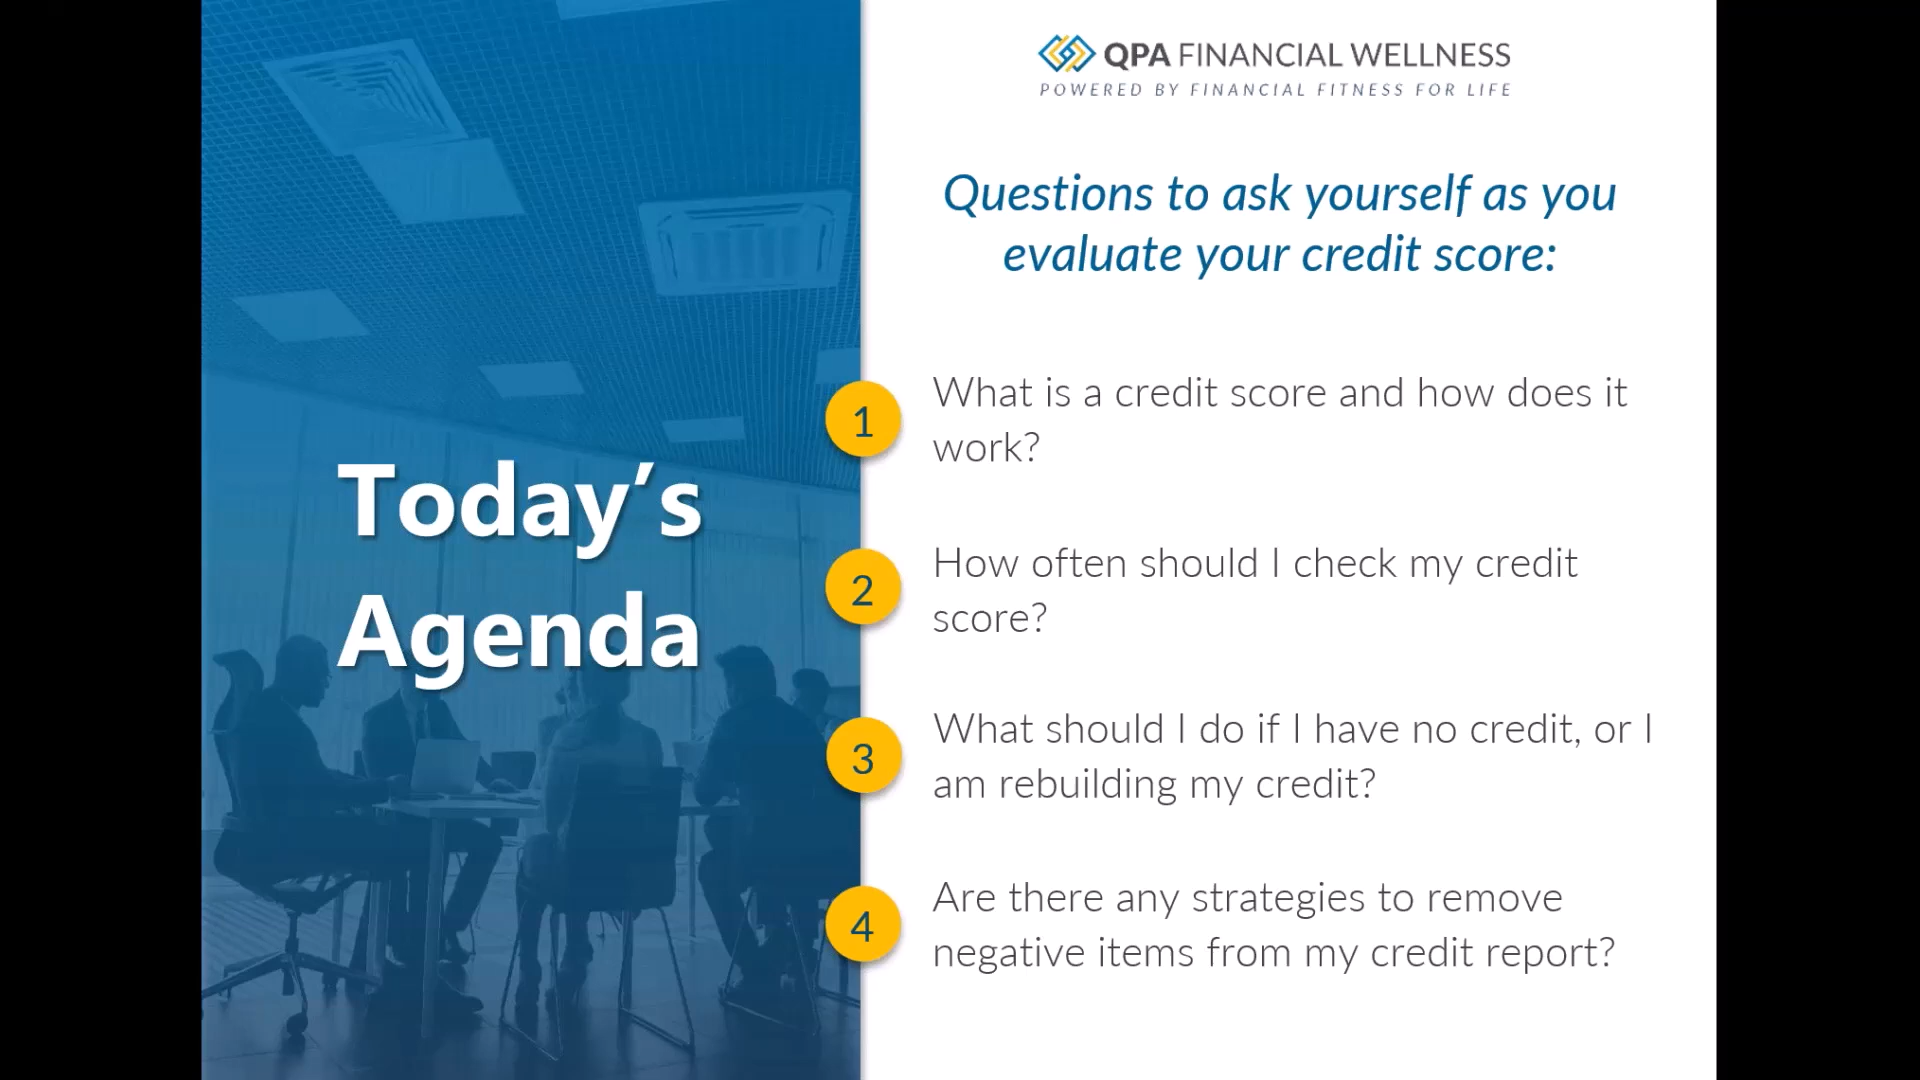 QPA FINANCIAL WELLNESS
POWERED BY FINANCIAL FITNESS FOR LIFE
Questions to ask yourself as you
evaluate your credit score:
Today’s
Agenda
1
What is a credit score and how does it
work?
2
How often should I check my credit
score?
3
What should I do if I have no credit, or I
am rebuilding my credit?
4
Are there any strategies to remove
negative items from my credit report?